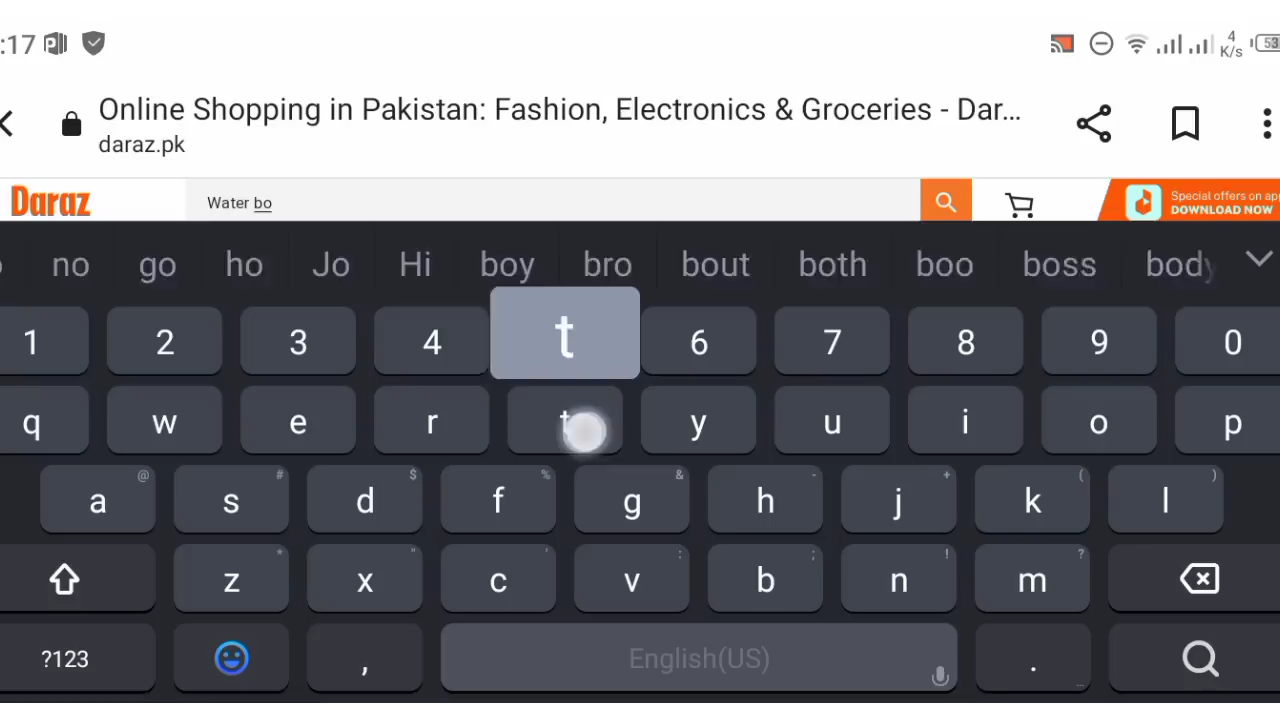 :17
4
K/s
53
Online Shopping in Pakistan: Fashion, Electronics & Groceries - Dar...
daraz.pk
Daraz
Water bo
Special offers on app
DOWNLOAD NOW
no go ho Jo Hi boy bro bout both boo boss body
1 2 3 4 t 6 7 8 9 0
q w e r t y u i o p
@ # $ % & - + ( )
a s d f g h j k l
* " ' : ; ! ?
z x c v b n m
?123 , English(US) .